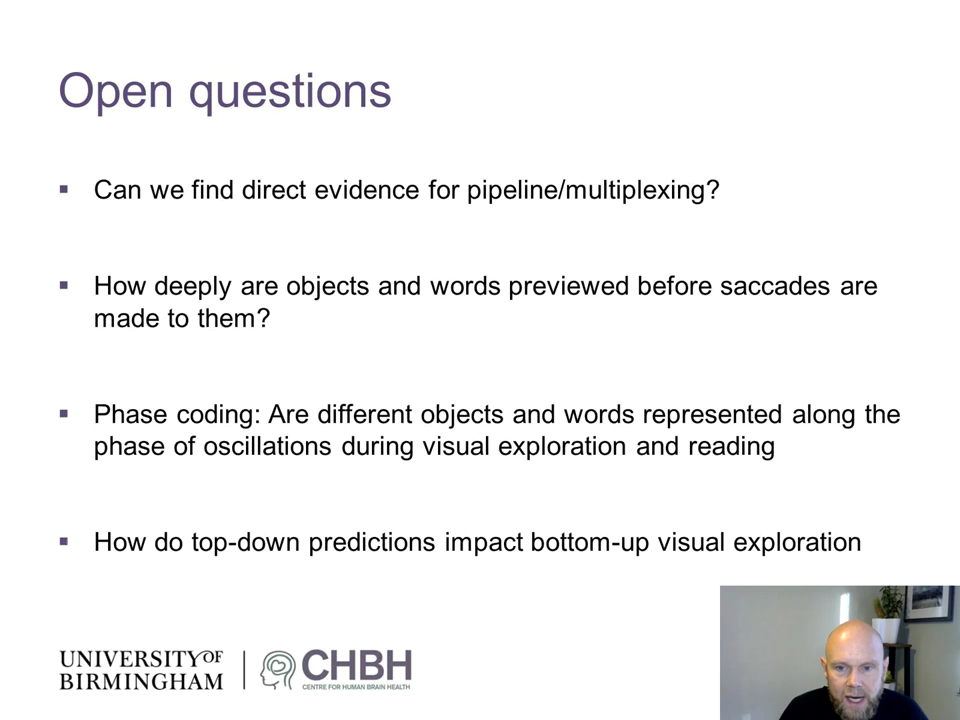 Open questions
▪ Can we find direct evidence for pipeline/multiplexing?
▪ How deeply are objects and words previewed before saccades are
made to them?
▪ Phase coding: Are different objects and words represented along the
phase of oscillations during visual exploration and reading
▪ How do top-down predictions impact bottom-up visual exploration
UNIVERSITY OF
BIRMINGHAM
CHBH
CENTRE FOR HUMAN BRAIN HEALTH